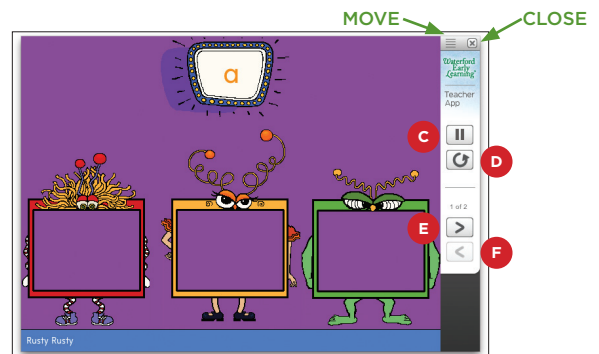 MOVE
CLOSE
a
Waterford
Early
Learning
Teacher
App
C
D
1 of 2
E
>
F
<
Rusty Rusty